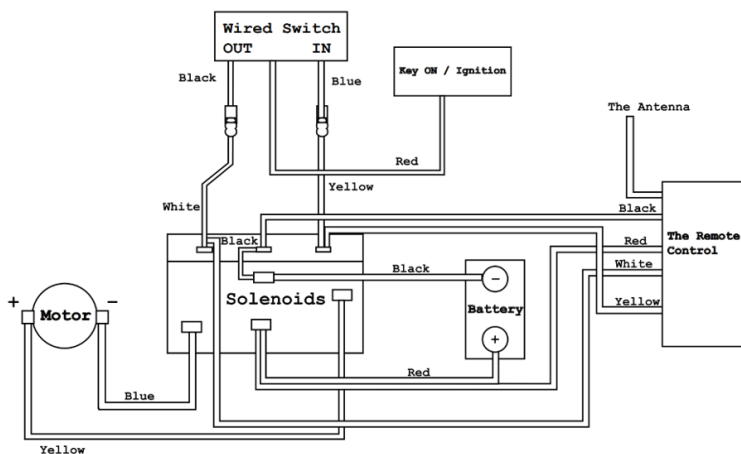 Wired Switch
OUT IN
Black
Blue
Key ON / Ignition
The Antenna
Red
Yellow
White
Black
Black
The Remote
Control
Red
White
Black
Yellow
Solenoids
Battery
−
+
+ Motor −
Red
Blue
Yellow